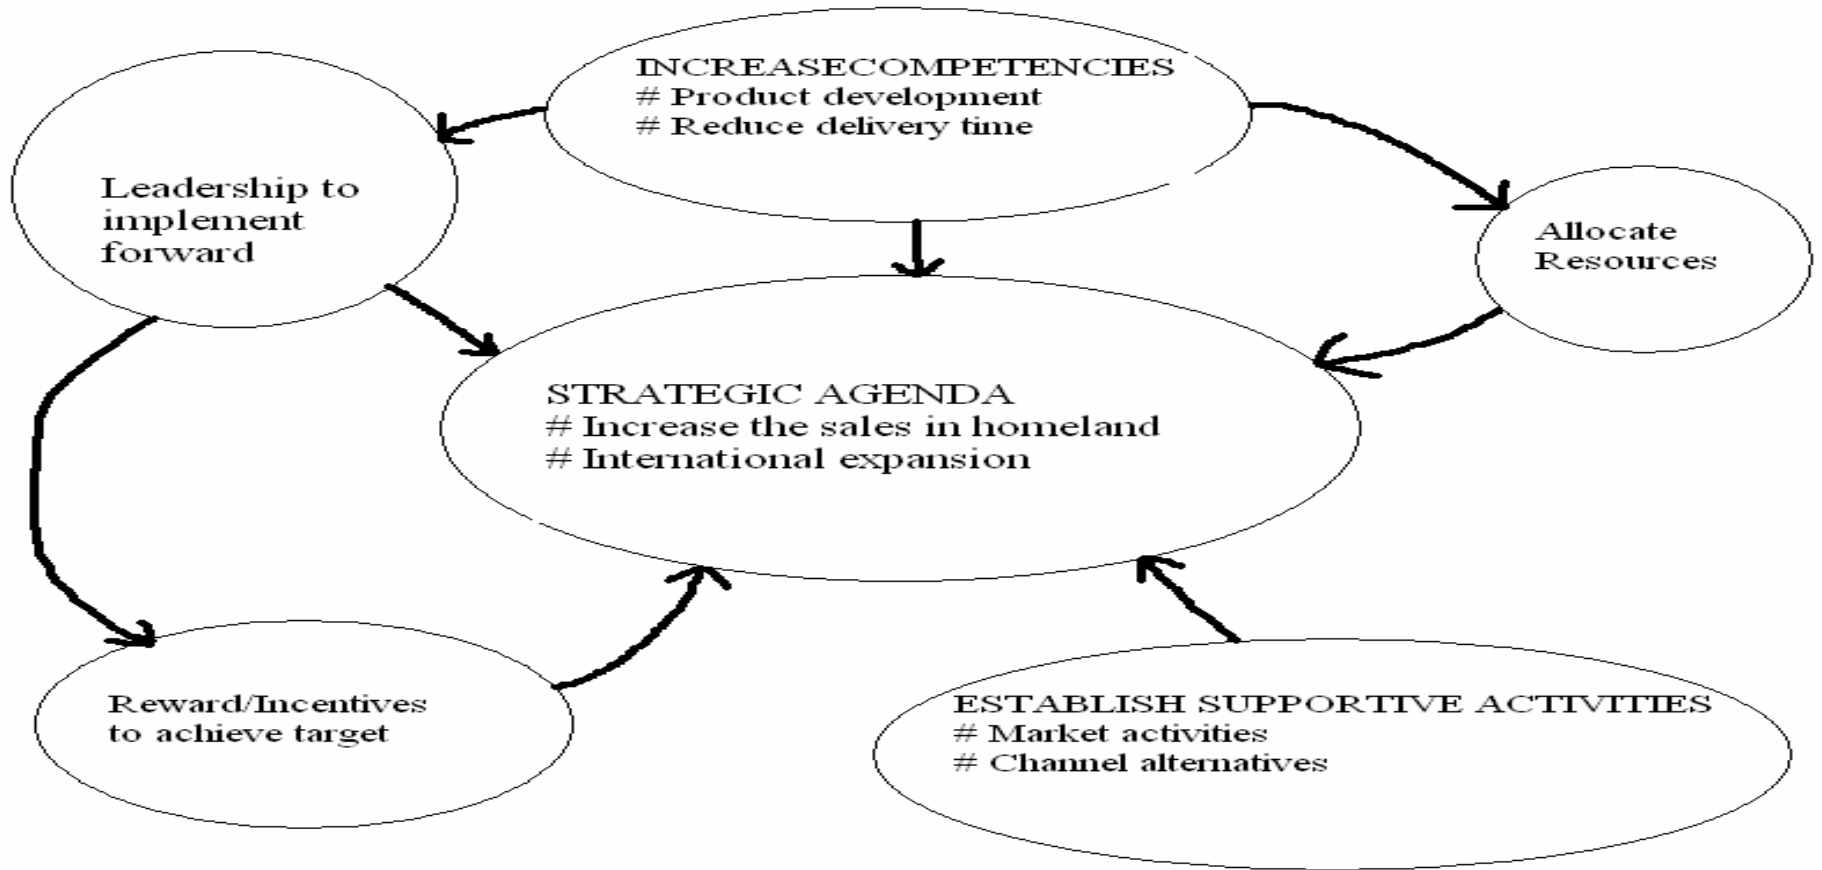 INCREASECOMPETENCIES
# Product development
# Reduce delivery time
Leadership to
implement
forward
Allocate
Resources
STRATEGIC AGENDA
# Increase the sales in homeland
# International expansion
Reward/Incentives
to achieve target
ESTABLISH SUPPORTIVE ACTIVITIES
# Market activities
# Channel alternatives